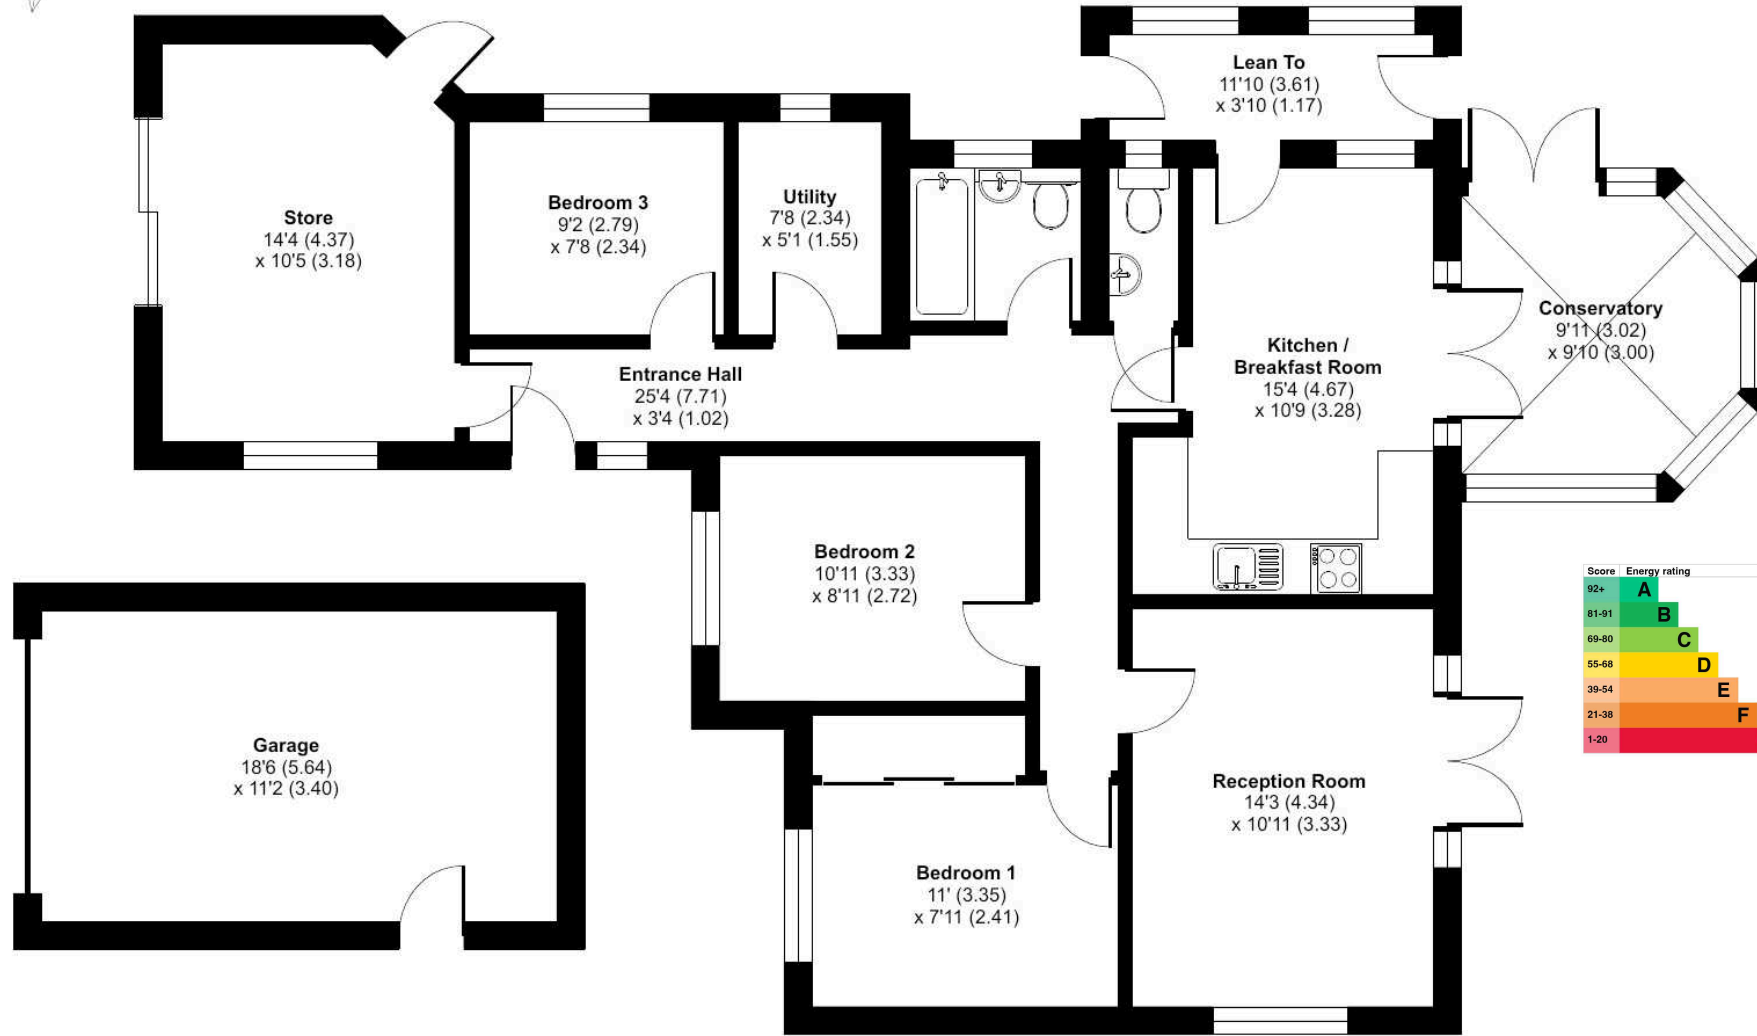 Lean To
11'10 (3.61)
x 3'10 (1.17)
Store
14'4 (4.37)
x 10'5 (3.18)
Bedroom 3
9'2 (2.79)
x 7'8 (2.34)
Utility
7'8 (2.34)
x 5'1 (1.55)
Conservatory
9'11 (3.02)
x 9'10 (3.00)
Kitchen /
Breakfast Room
15'4 (4.67)
x 10'9 (3.28)
Entrance Hall
25'4 (7.71)
x 3'4 (1.02)
Bedroom 2
10'11 (3.33)
x 8'11 (2.72)
Garage
18'6 (5.64)
x 11'2 (3.40)
Reception Room
14'3 (4.34)
x 10'11 (3.33)
Bedroom 1
11' (3.35)
x 7'11 (2.41)
Score Energy rating
92+ A
81-91 B
69-80 C
55-68 D
39-54 E
21-38 F
1-20